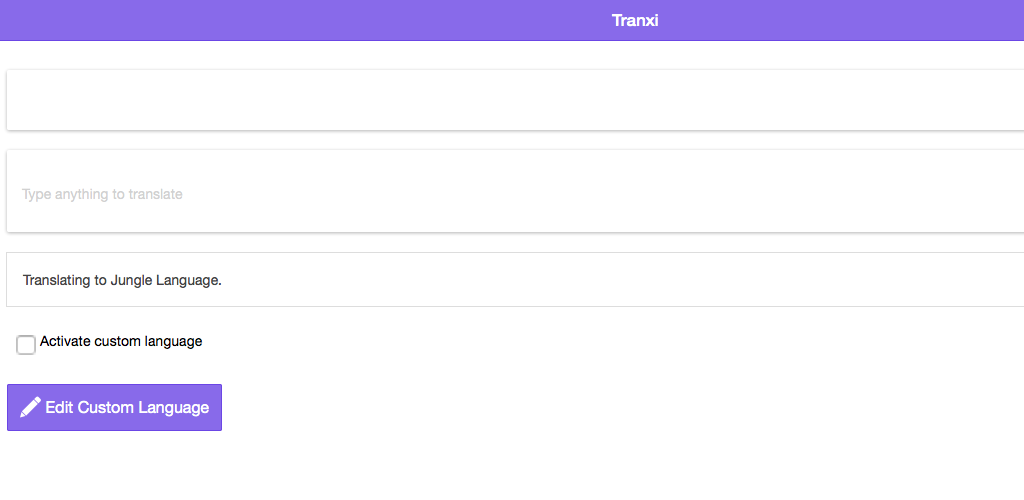 Tranxi
Type anything to translate
Translating to Jungle Language.
Activate custom language
Edit Custom Language